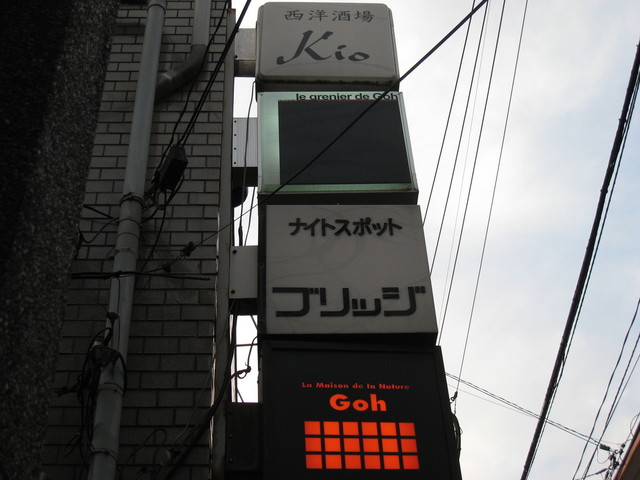 西洋酒場
Kio
le grenier de Goh
ナイトスポット
ブリッジ
La Maison de la Nature
Goh